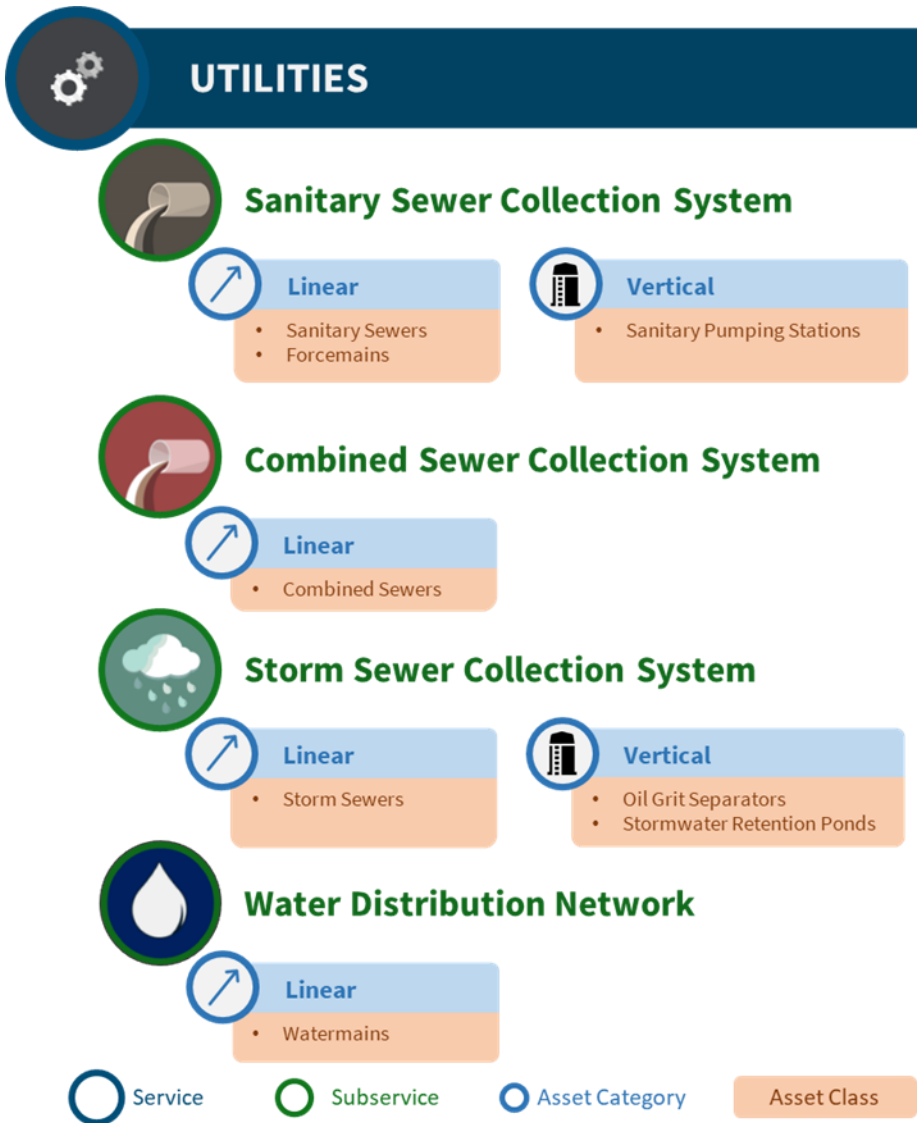 UTILITIES
Sanitary Sewer Collection System
Linear
• Sanitary Sewers
• Forcemains
Vertical
• Sanitary Pumping Stations
Combined Sewer Collection System
Linear
• Combined Sewers
Storm Sewer Collection System
Linear
• Storm Sewers
Vertical
• Oil Grit Separators
• Stormwater Retention Ponds
Water Distribution Network
Linear
• Watermains
Service
Subservice
Asset Category
Asset Class